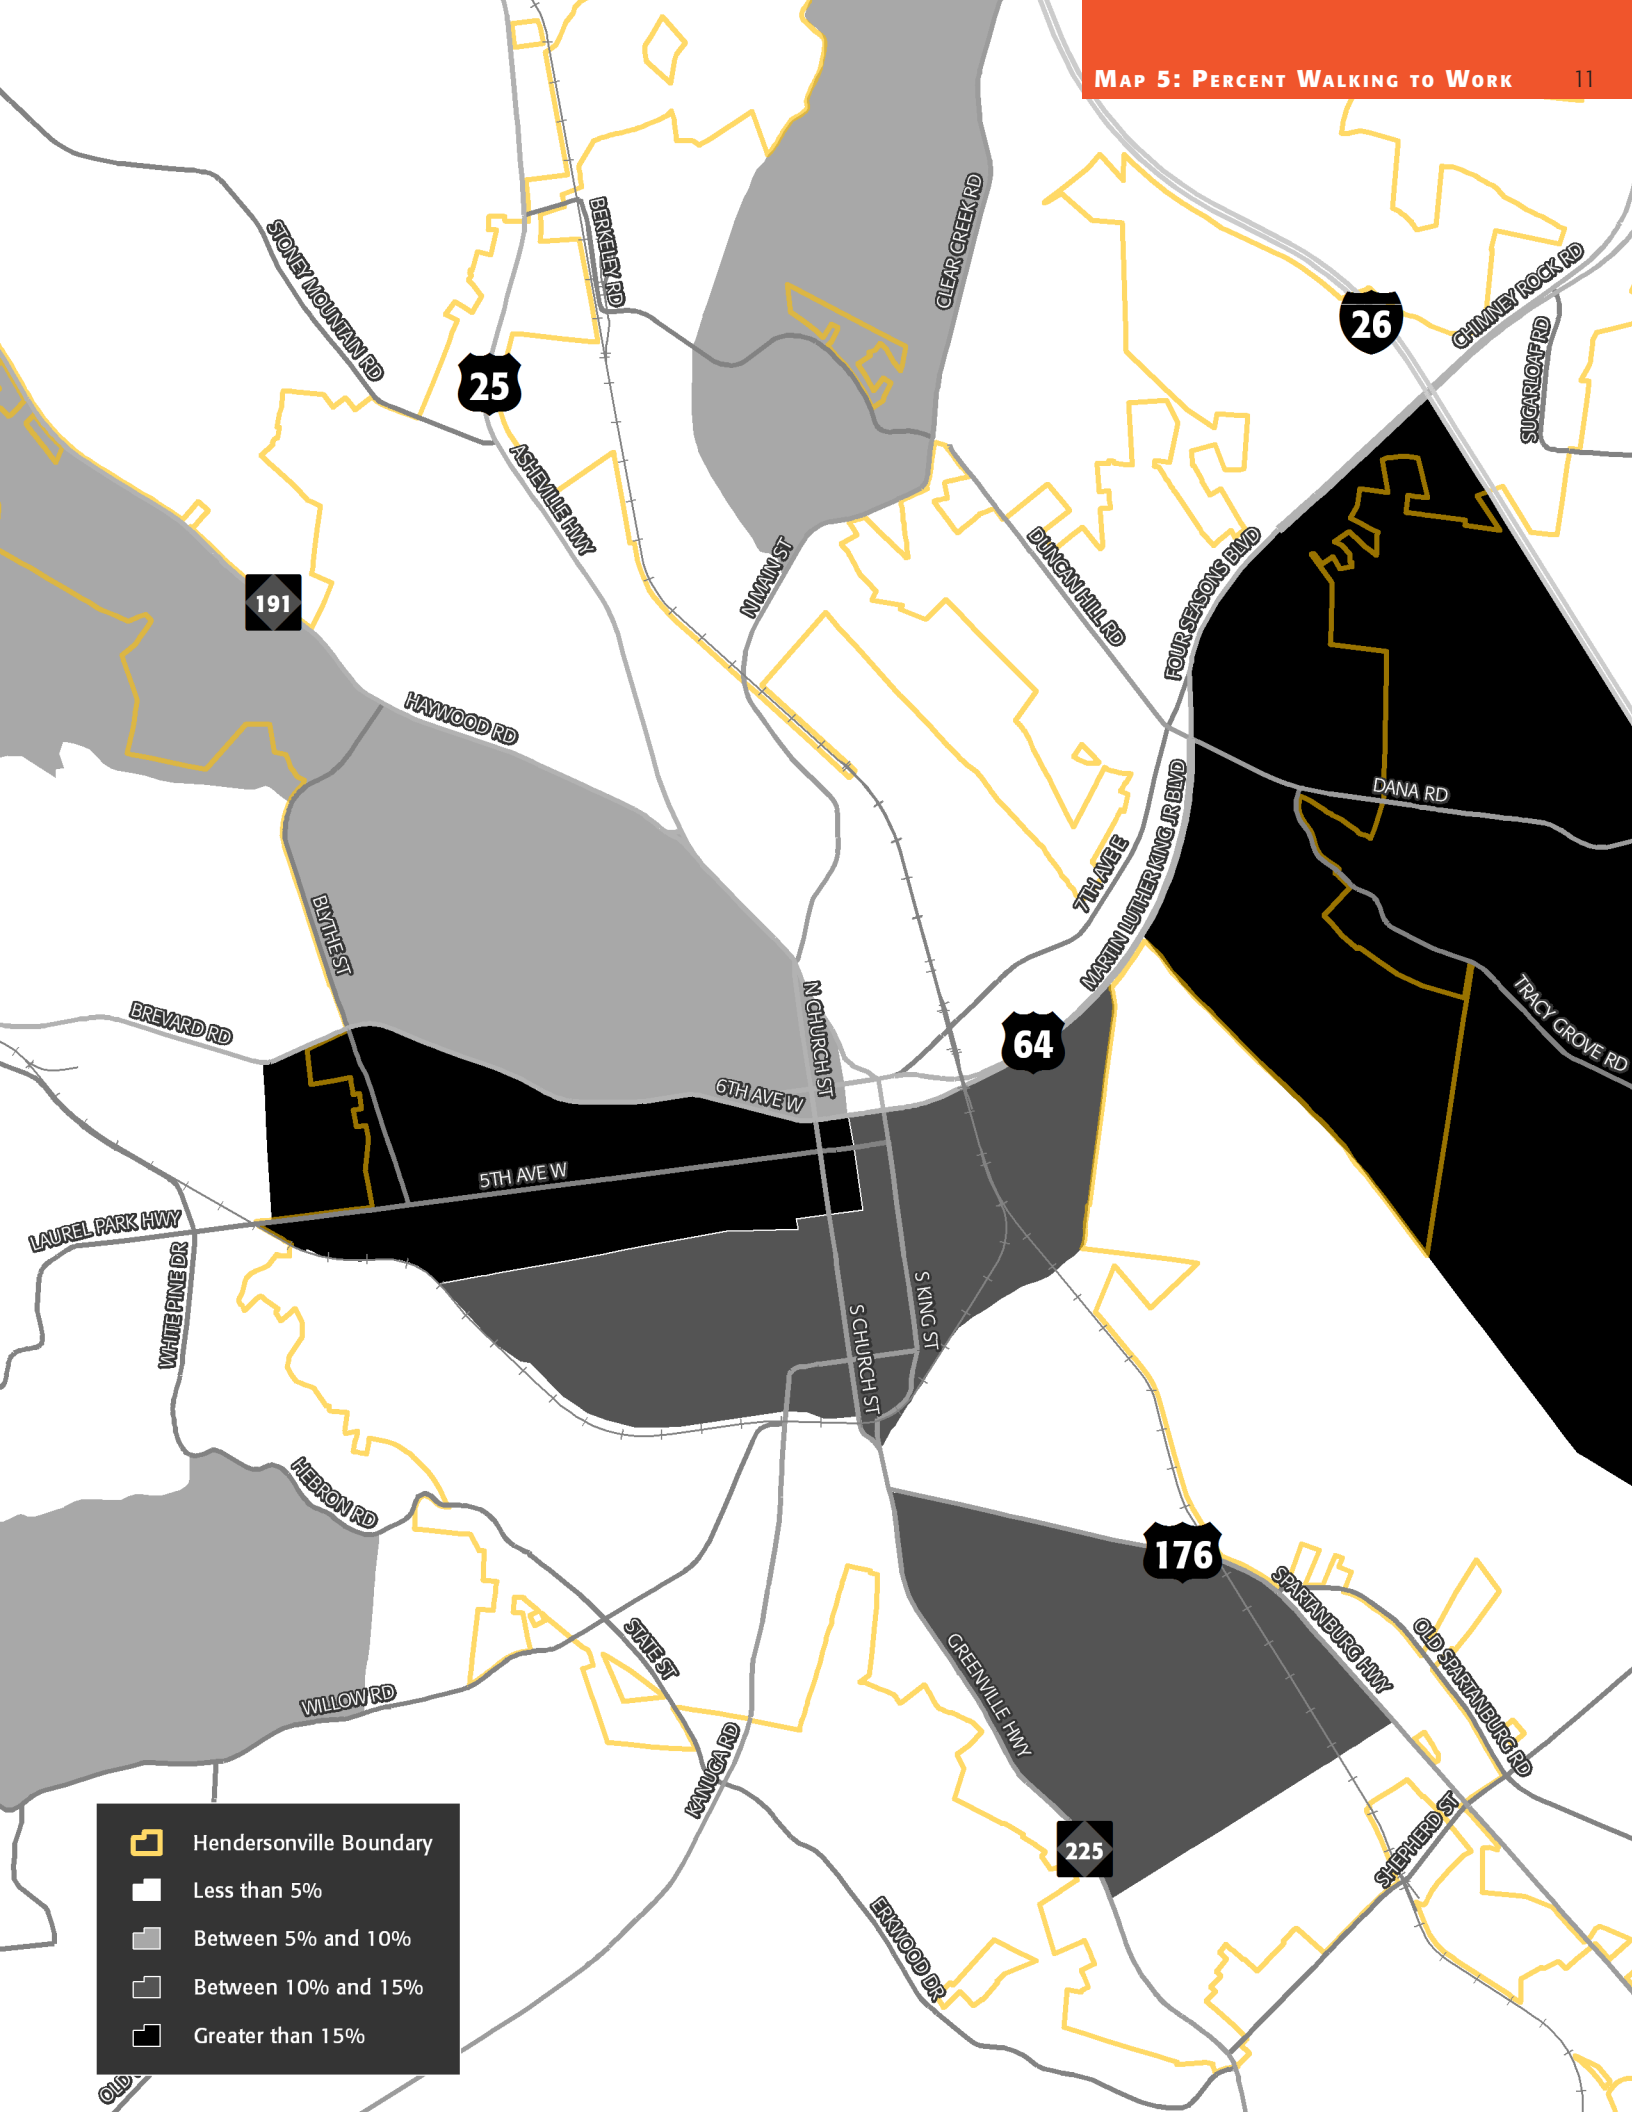 MAP 5: PERCENT WALKING TO WORK 11
STONEY MOUNTAIN RD
BERKELEY RD
CLEAR CREEK RD
CHIMNEY ROCK RD
26
SUGARLOAF RD
25
ASHEVILLE HWY
N MAIN ST
DUNCAN HILL RD
FOUR SEASONS BLVD
191
HAYWOOD RD
DANA RD
7TH AVE E
MARTIN LUTHER KING JR BLVD
BLYTHE ST
BREVARD RD
N CHURCH ST
64
TRACY GROVE RD
6TH AVE W
5TH AVE W
LAUREL PARK HWY
WHITE PINE DR
S KING ST
S CHURCH ST
HEBRON RD
176
SPARTANBURG HWY
OLD SPARTANBURG RD
STATE ST
GREENVILLE HWY
WILLOW RD
KANUGA RD
SHEPHERD ST
225
ERKWOOD DR
Hendersonville Boundary
Less than 5%
Between 5% and 10%
Between 10% and 15%
Greater than 15%
OLD